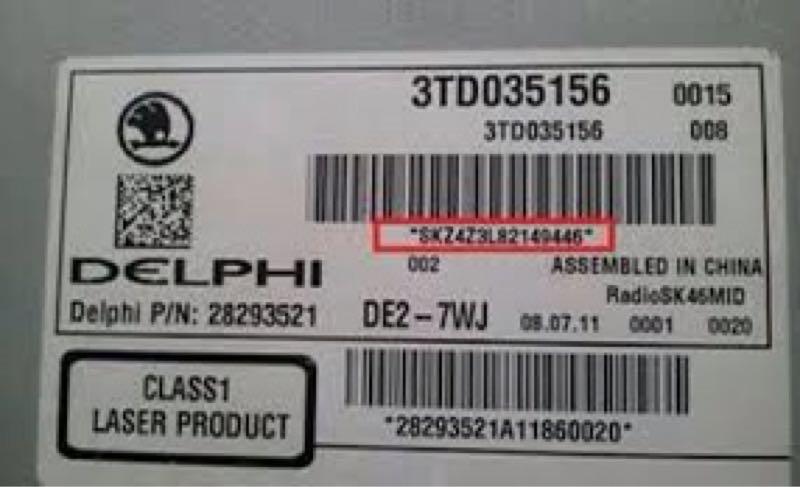 3TD035156 0015
3TD035156 008
*SKZ4Z3L82149446*
002 ASSEMBLED IN CHINA
DELPHI
RadioSK46MID
Delphi P/N: 28293521 DE2-7WJ 08.07.11 0001 0020
CLASS1
LASER PRODUCT
*28293521A11860020*